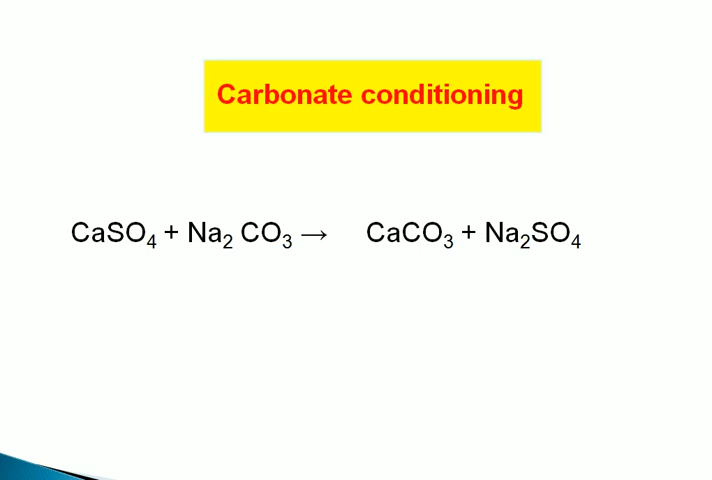 Carbonate conditioning
CaSO₄ + Na₂ CO₃ → CaCO₃ + Na₂SO₄